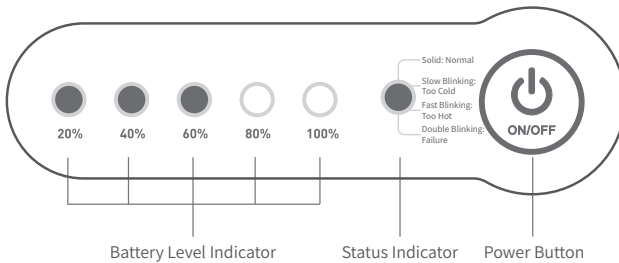 Solid: Normal
Slow Blinking:
Too Cold
Fast Blinking:
Too Hot
Double Blinking:
Failure
20% 40% 60% 80% 100%
ON/OFF
Battery Level Indicator Status Indicator Power Button